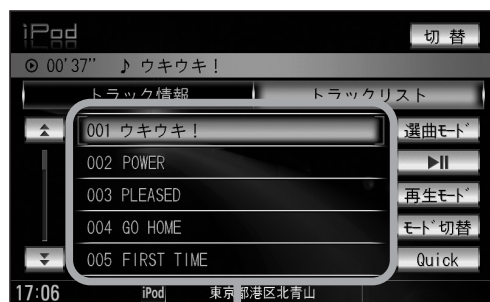 iPod
切 替
00'37'' ♪ ウキウキ！
トラック情報 トラックリスト
001 ウキウキ！
002 POWER
003 PLEASED
004 GO HOME
005 FIRST TIME
選曲モード
再生モード
モード切替
Quick
17:06 iPod 東京都港区北青山